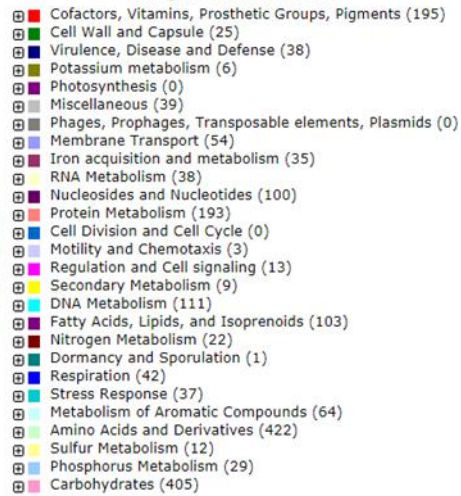 Cofactors, Vitamins, Prosthetic Groups, Pigments (195)
Cell Wall and Capsule (25)
Virulence, Disease and Defense (38)
Potassium metabolism (6)
Photosynthesis (0)
Miscellaneous (39)
Phages, Prophages, Transposable elements, Plasmids (0)
Membrane Transport (54)
Iron acquisition and metabolism (35)
RNA Metabolism (38)
Nucleosides and Nucleotides (100)
Protein Metabolism (193)
Cell Division and Cell Cycle (0)
Motility and Chemotaxis (3)
Regulation and Cell signaling (13)
Secondary Metabolism (9)
DNA Metabolism (111)
Fatty Acids, Lipids, and Isoprenoids (103)
Nitrogen Metabolism (22)
Dormancy and Sporulation (1)
Respiration (42)
Stress Response (37)
Metabolism of Aromatic Compounds (64)
Amino Acids and Derivatives (422)
Sulfur Metabolism (12)
Phosphorus Metabolism (29)
Carbohydrates (405)